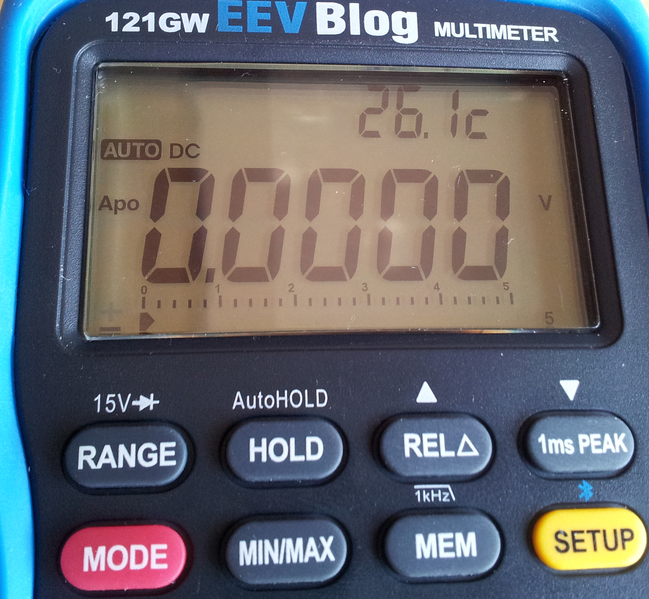 121GW EEVBlog MULTIMETER
26.1c
AUTO DC
Apo 0.0000 V
0 1 2 3 4 5
5
15V
AutoHOLD
RANGE HOLD REL△ 1ms PEAK
1kHz
MODE MIN/MAX MEM SETUP